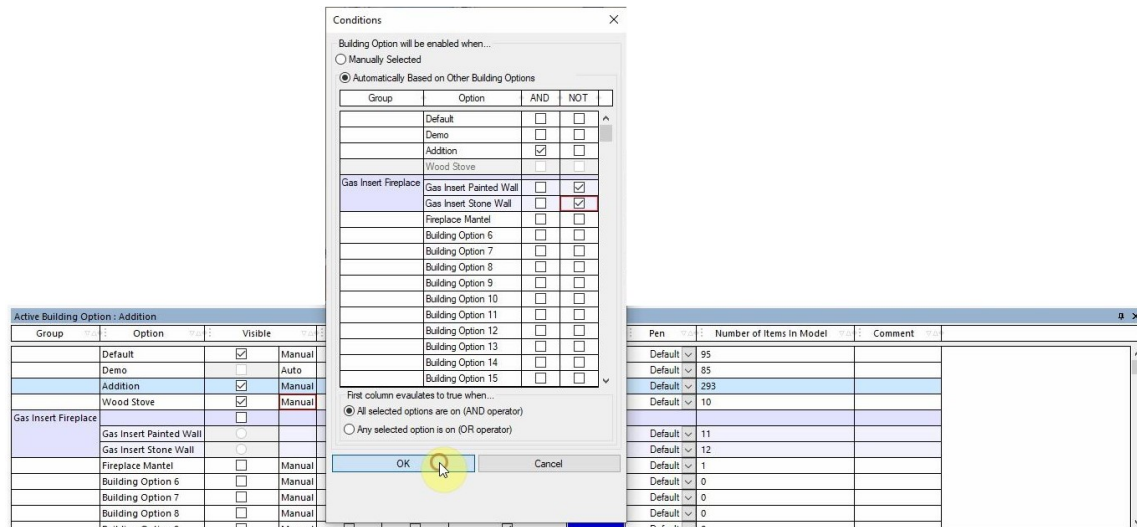 Conditions
Building Option will be enabled when...
Manually Selected
Automatically Based on Other Building Options
Group Option AND NOT
Default
Demo
Addition
Wood Stove
Gas Insert Fireplace Gas Insert Painted Wall
Gas Insert Stone Wall
Fireplace Mantel
Building Option 6
Building Option 7
Building Option 8
Building Option 9
Building Option 10
Building Option 11
Building Option 12
Building Option 13
Building Option 14
Building Option 15
First column evaulates to true when...
All selected options are on (AND operator)
Any selected option is on (OR operator)
OK Cancel
Active Building Option : Addition
Group Option Visible Pen Number of Items In Model Comment
Default Manual Default 95
Demo Auto Default 85
Addition Manual Default 293
Wood Stove Manual Default 10
Gas Insert Fireplace
Gas Insert Painted Wall Default 11
Gas Insert Stone Wall Default 12
Fireplace Mantel Manual Default 1
Building Option 6 Manual Default 0
Building Option 7 Manual Default 0
Building Option 8 Manual Default 0